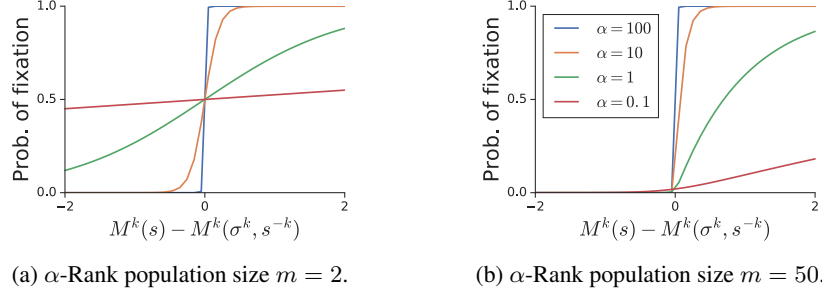 Prob. of fixation
1.0
0.5
0.0
−2
0
2
M^k(s) − M^k(σ^k, s^{−k})
(a) α-Rank population size m = 2.
Prob. of fixation
1.0
0.5
0.0
α = 100
α = 10
α = 1
α = 0.1
−2
0
2
M^k(s) − M^k(σ^k, s^{−k})
(b) α-Rank population size m = 50.